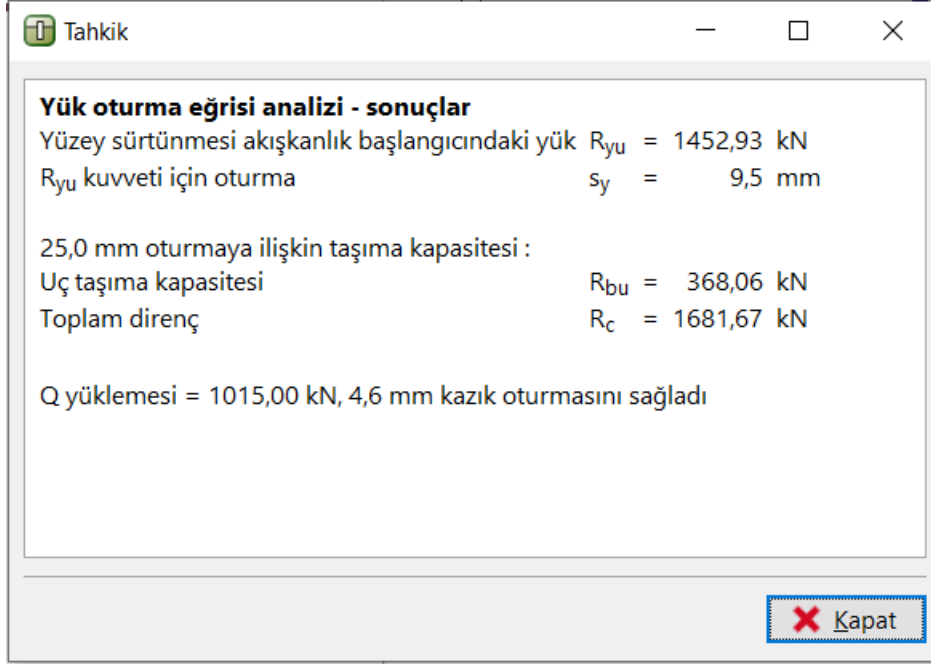 Tahkik
Yük oturma eğrisi analizi - sonuçlar
Yüzey sürtünmesi akışkanlık başlangıcındaki yük Ryu = 1452,93 kN
Ryu kuvveti için oturma sy = 9,5 mm
25,0 mm oturmaya ilişkin taşıma kapasitesi :
Uç taşıma kapasitesi Rbu = 368,06 kN
Toplam direnç Rc = 1681,67 kN
Q yüklemesi = 1015,00 kN, 4,6 mm kazık oturmasını sağladı
Kapat